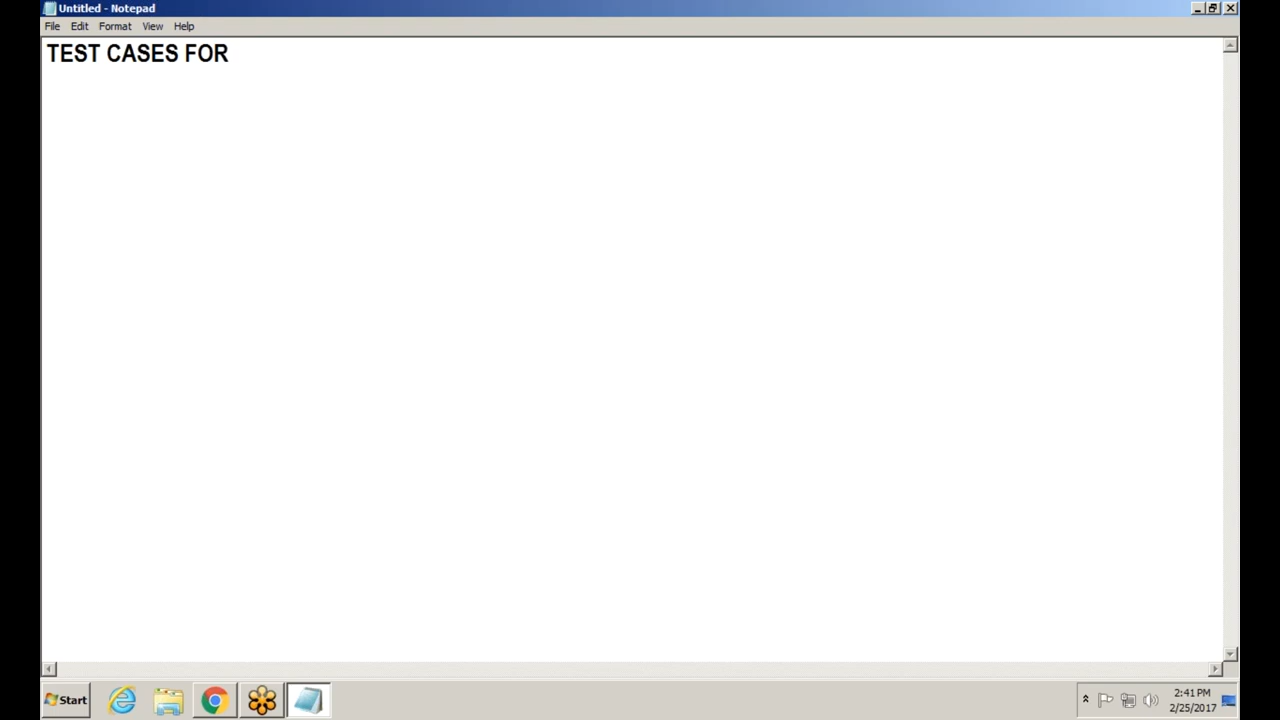 Untitled - Notepad
File Edit Format View Help
TEST CASES FOR
Start
2:41 PM
2/25/2017